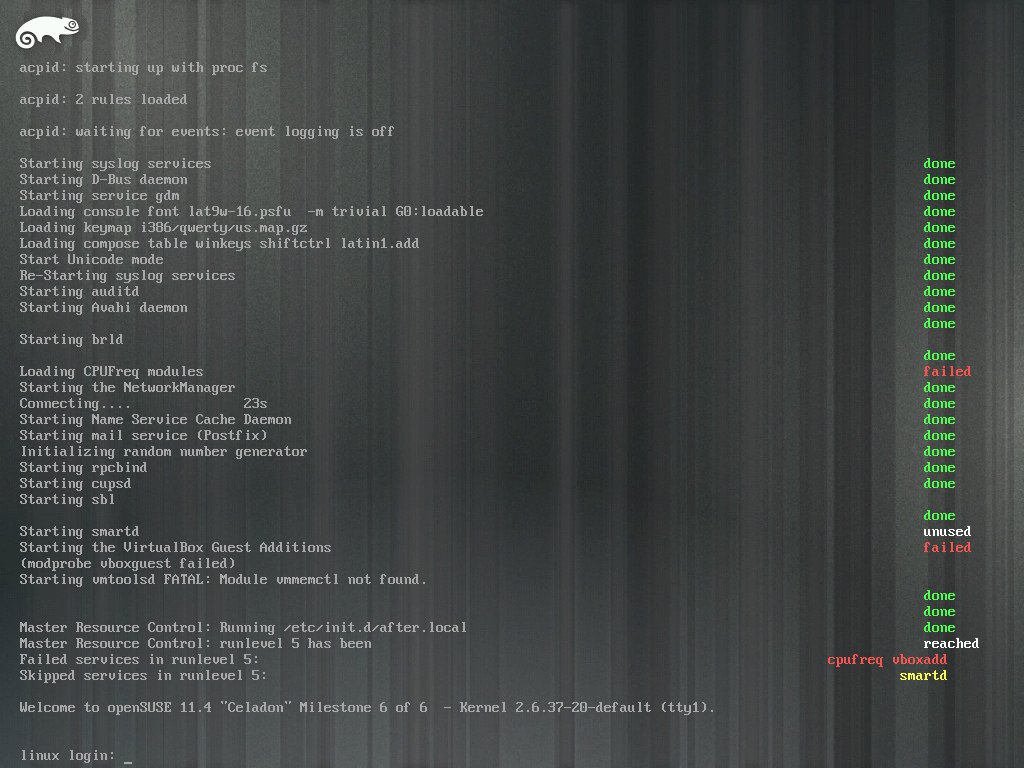 acpid: starting up with proc fs
acpid: 2 rules loaded
acpid: waiting for events: event logging is off
Starting syslog services done
Starting D-Bus daemon done
Starting service gdm done
Loading console font lat9w-16.psfu  -m trivial G0:loadable done
Loading keymap i386/qwerty/us.map.gz done
Loading compose table winkeys shiftctrl latin1.add done
Start Unicode mode done
Re-Starting syslog services done
Starting auditd done
Starting Avahi daemon done
done
Starting brld
done
Loading CPUFreq modules failed
Starting the NetworkManager done
Connecting.... 23s done
Starting Name Service Cache Daemon done
Starting mail service (Postfix) done
Initializing random number generator done
Starting rpcbind done
Starting cupsd done
Starting sbl
done
Starting smartd unused
Starting the VirtualBox Guest Additions failed
(modprobe vboxguest failed)
Starting vmtoolsd FATAL: Module vmmemctl not found.
done
done
Master Resource Control: Running /etc/init.d/after.local done
Master Resource Control: runlevel 5 has been reached
Failed services in runlevel 5: cpufreq vboxadd
Skipped services in runlevel 5: smartd
Welcome to openSUSE 11.4 "Celadon" Milestone 6 of 6  - Kernel 2.6.37-20-default (tty1).
linux login: _